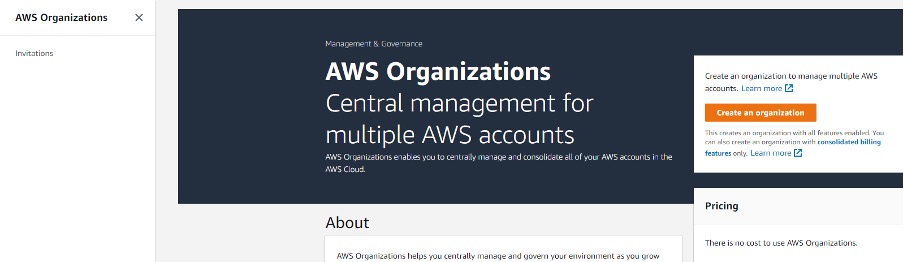 AWS Organizations
Invitations
Management & Governance
AWS Organizations
Central management for
multiple AWS accounts
AWS Organizations enables you to centrally manage and consolidate all of your AWS accounts in the
AWS Cloud.
Create an organization to manage multiple AWS
accounts. Learn more
Create an organization
This creates an organization with all features enabled. You
can also create an organization with consolidated billing
features only. Learn more
Pricing
There is no cost to use AWS Organizations.
About
AWS Organizations helps you centrally manage and govern your environment as you grow